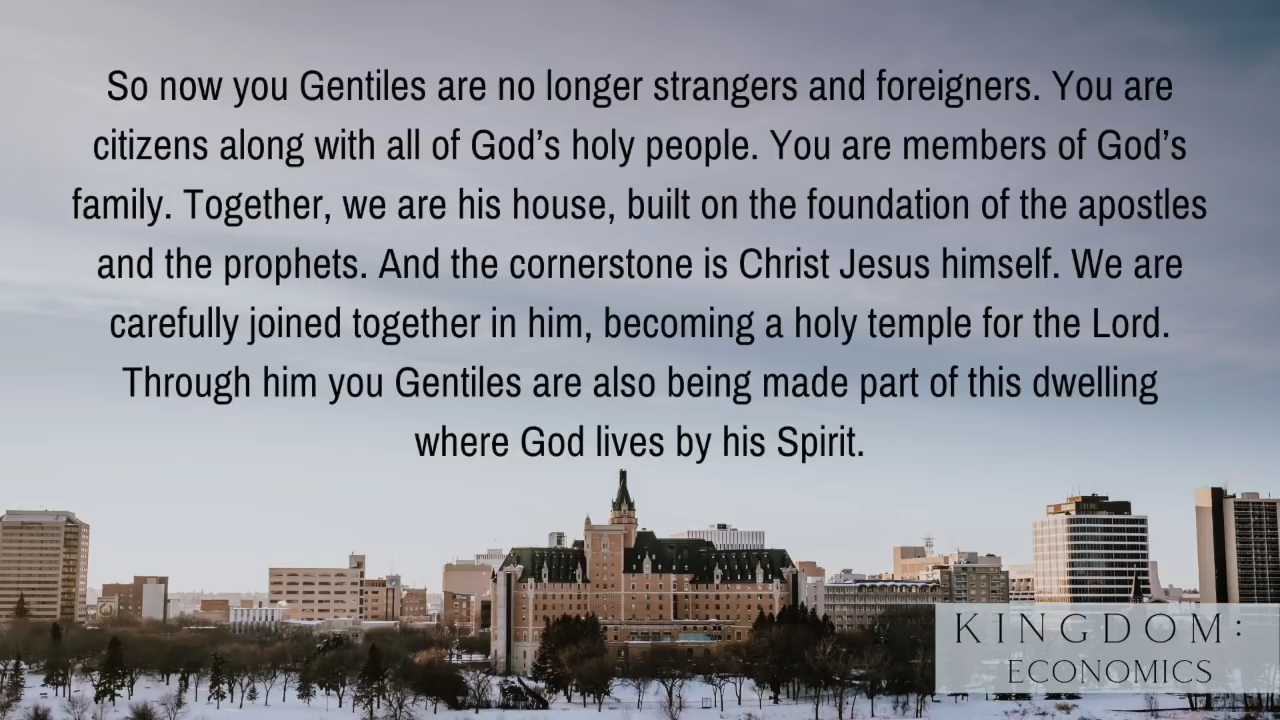 So now you Gentiles are no longer strangers and foreigners. You are
citizens along with all of God’s holy people. You are members of God’s
family. Together, we are his house, built on the foundation of the apostles
and the prophets. And the cornerstone is Christ Jesus himself. We are
carefully joined together in him, becoming a holy temple for the Lord.
Through him you Gentiles are also being made part of this dwelling
where God lives by his Spirit.
KINGDOM:
ECONOMICS